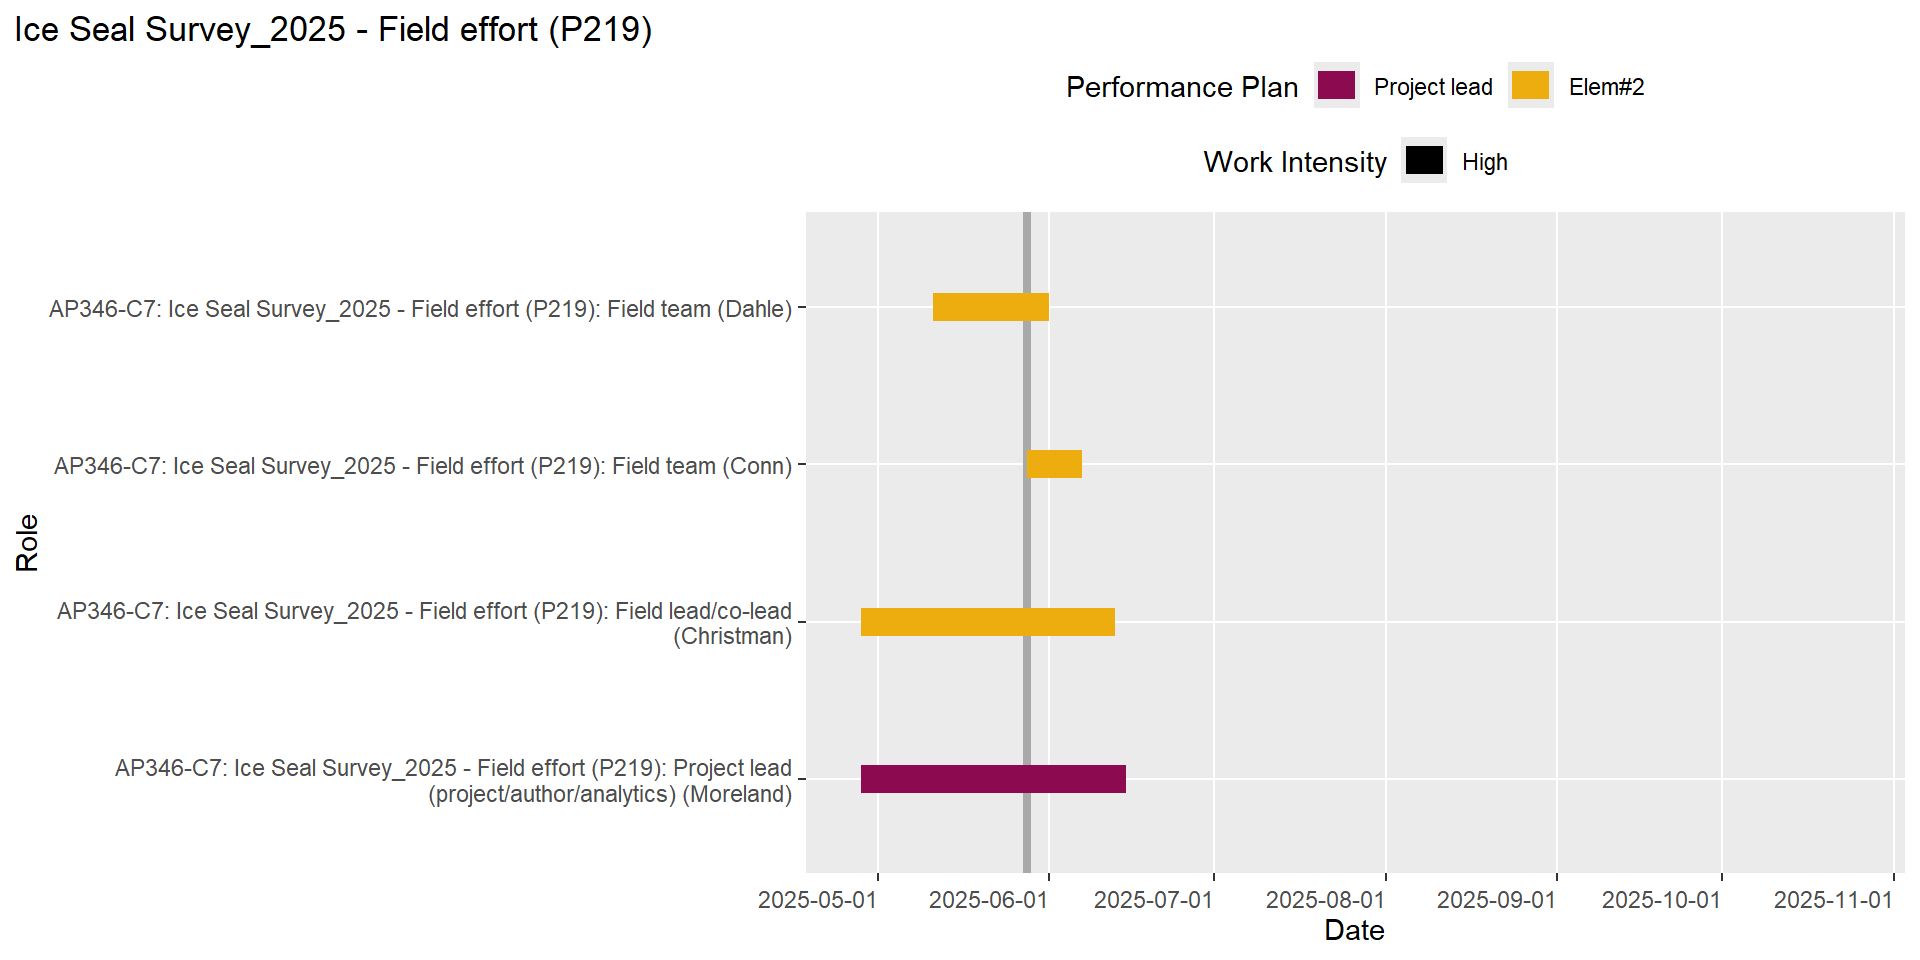 Ice Seal Survey_2025 - Field effort (P219)
Performance Plan Project lead Elem#2
Work Intensity High
AP346-C7: Ice Seal Survey_2025 - Field effort (P219): Field team (Dahle)
AP346-C7: Ice Seal Survey_2025 - Field effort (P219): Field team (Conn)
Role
AP346-C7: Ice Seal Survey_2025 - Field effort (P219): Field lead/co-lead
(Christman)
AP346-C7: Ice Seal Survey_2025 - Field effort (P219): Project lead
(project/author/analytics) (Moreland)
2025-05-01 2025-06-01 2025-07-01 2025-08-01 2025-09-01 2025-10-01 2025-11-01
Date